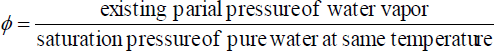 ϕ = existing parial pressure of water vapor / saturation pressure of pure water at same temperature